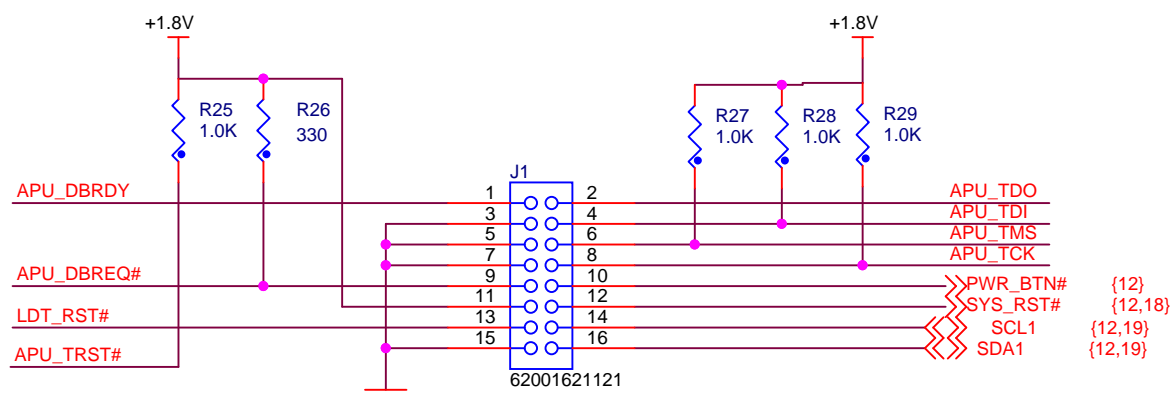 +1.8V
+1.8V
R25
1.0K
R26
330
R27
1.0K
R28
1.0K
R29
1.0K
J1
APU_DBRDY
1
2
APU_TDO
3
4
APU_TDI
5
6
APU_TMS
7
8
APU_TCK
APU_DBREQ#
9
10
PWR_BTN# {12}
11
12
SYS_RST# {12,18}
LDT_RST#
13
14
SCL1 {12,19}
15
16
SDA1 {12,19}
APU_TRST#
62001621121